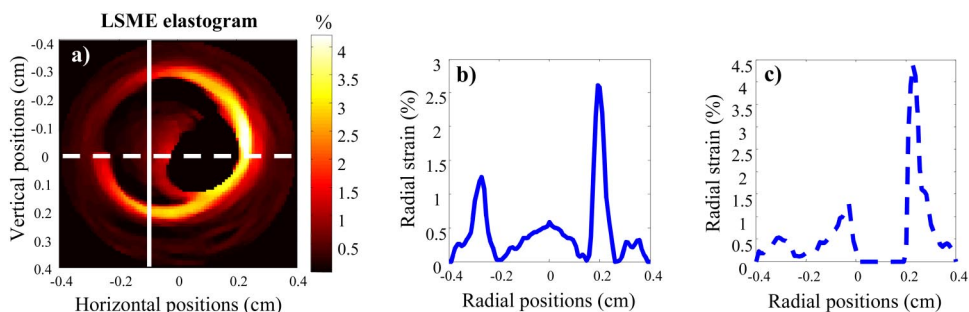 LSME elastogram
%
a)
-0.4
-0.3
-0.2
-0.1
0
0.1
0.2
0.3
0.4
Vertical positions (cm)
-0.4 -0.2 0 0.2 0.4
Horizontal positions (cm)
4
3.5
3
2.5
2
1.5
1
0.5
b)
3
2.5
2
1.5
1
0.5
0
Radial strain (%)
-0.4 -0.2 0 0.2 0.4
Radial positions (cm)
c)
4.5
4
3.5
3
2.5
2
1.5
1
0.5
0
Radial strain (%)
-0.4 -0.2 0 0.2 0.4
Radial positions (cm)